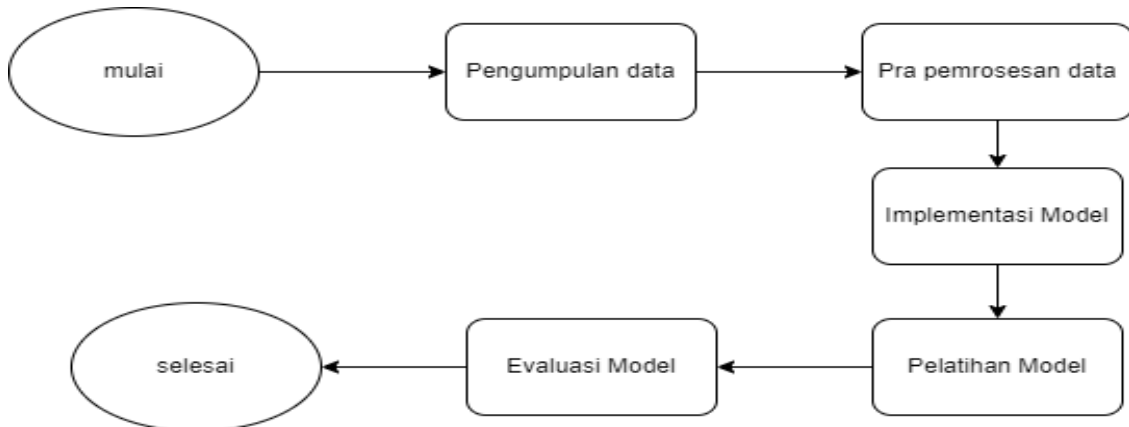 mulai
Pengumpulan data
Pra pemrosesan data
Implementasi Model
Pelatihan Model
Evaluasi Model
selesai